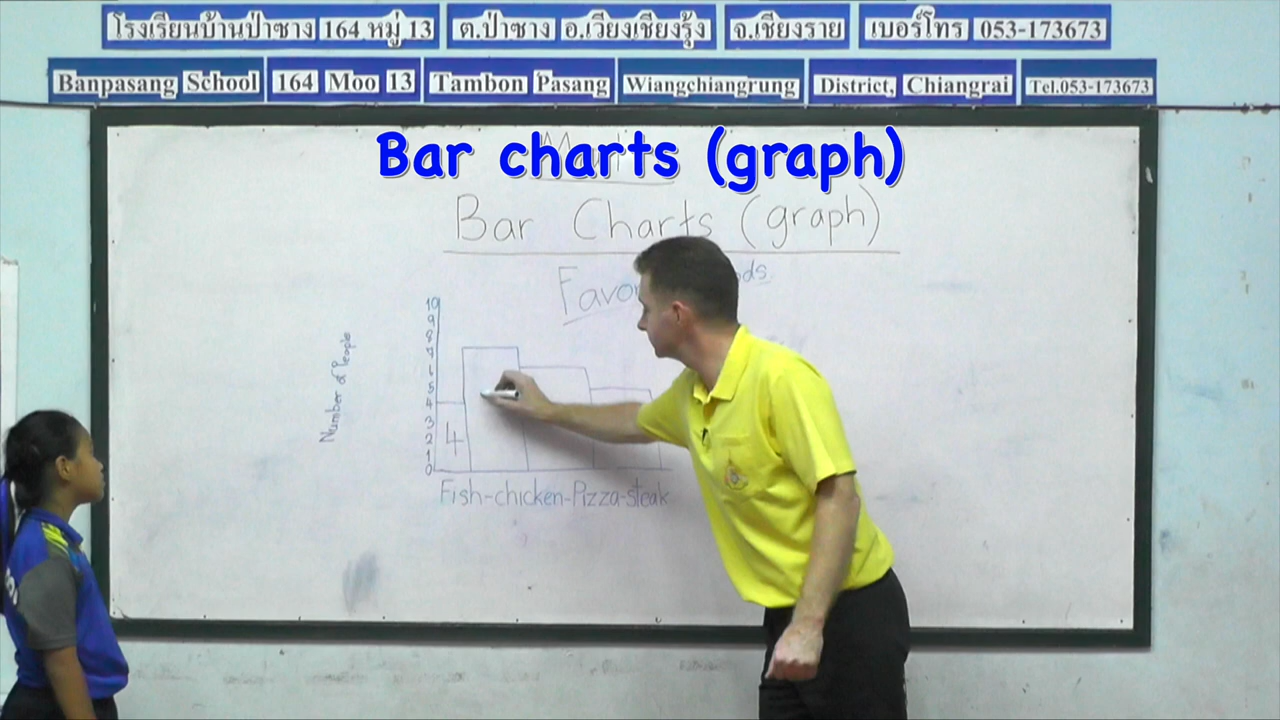 โรงเรียนบ้านป่าซาง 164 หมู่ 13 ต.ป่าซาง อ.เวียงเชียงรุ้ง จ.เชียงราย เบอร์โทร 053-173673
Banpasang School 164 Moo 13 Tambon Pasang Wiangchiangrung District, Chiangrai Tel.053-173673
Bar charts (graph)
Bar Charts (graph)
10
9
8
7
6
5
4
3
2
1
0
Number of People
4
Fish-chicken-Pizza-steak